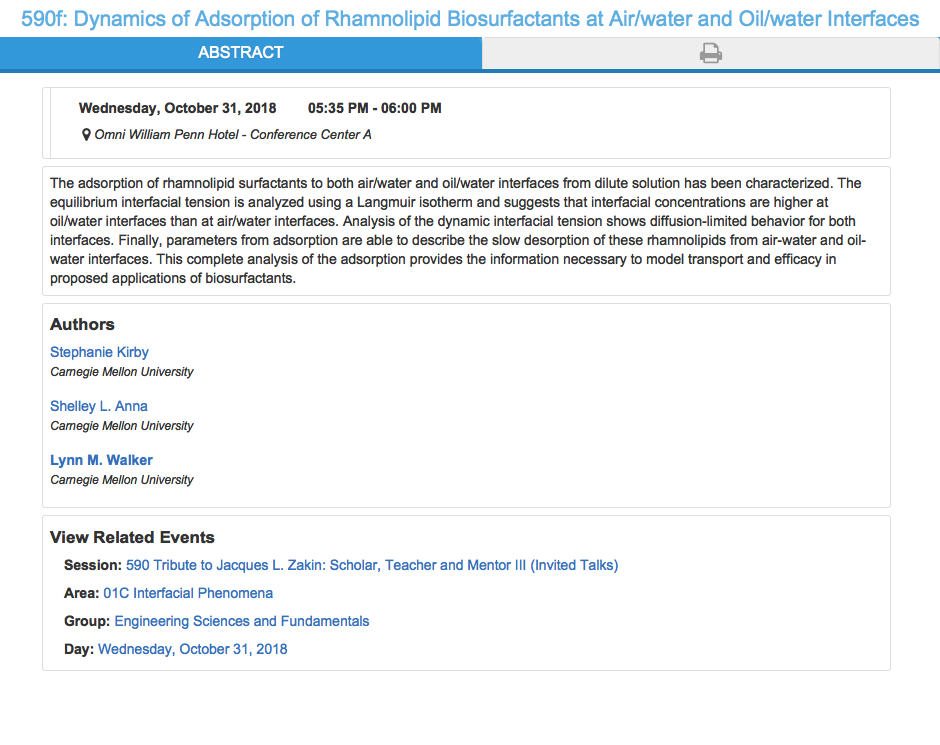 590f: Dynamics of Adsorption of Rhamnolipid Biosurfactants at Air/water and Oil/water Interfaces
ABSTRACT
Wednesday, October 31, 2018 05:35 PM - 06:00 PM
Omni William Penn Hotel - Conference Center A
The adsorption of rhamnolipid surfactants to both air/water and oil/water interfaces from dilute solution has been characterized. The
equilibrium interfacial tension is analyzed using a Langmuir isotherm and suggests that interfacial concentrations are higher at
oil/water interfaces than at air/water interfaces. Analysis of the dynamic interfacial tension shows diffusion-limited behavior for both
interfaces. Finally, parameters from adsorption are able to describe the slow desorption of these rhamnolipids from air-water and oil-
water interfaces. This complete analysis of the adsorption provides the information necessary to model transport and efficacy in
proposed applications of biosurfactants.
Authors
Stephanie Kirby
Carnegie Mellon University
Shelley L. Anna
Carnegie Mellon University
Lynn M. Walker
Carnegie Mellon University
View Related Events
Session: 590 Tribute to Jacques L. Zakin: Scholar, Teacher and Mentor III (Invited Talks)
Area: 01C Interfacial Phenomena
Group: Engineering Sciences and Fundamentals
Day: Wednesday, October 31, 2018